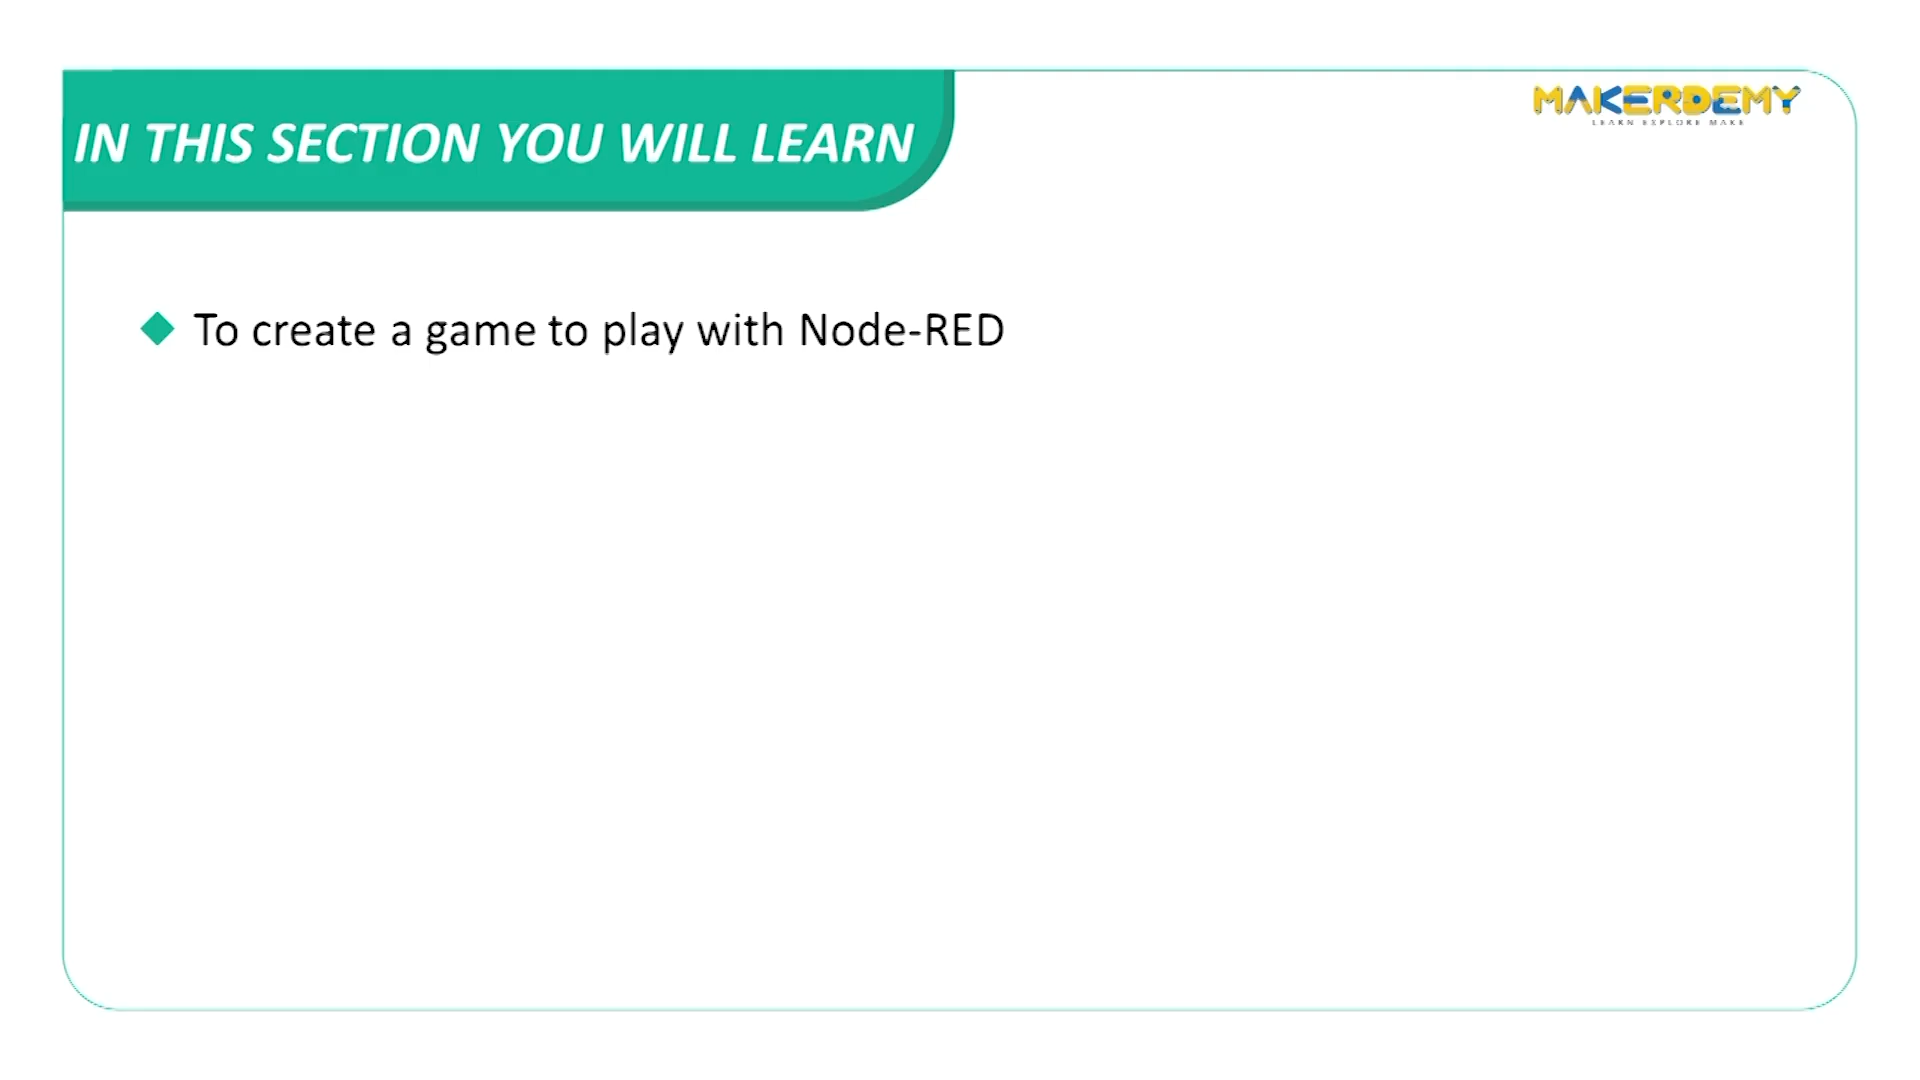 IN THIS SECTION YOU WILL LEARN
MAKERDEMY
LEARN EXPLORE MAKE
To create a game to play with Node-RED